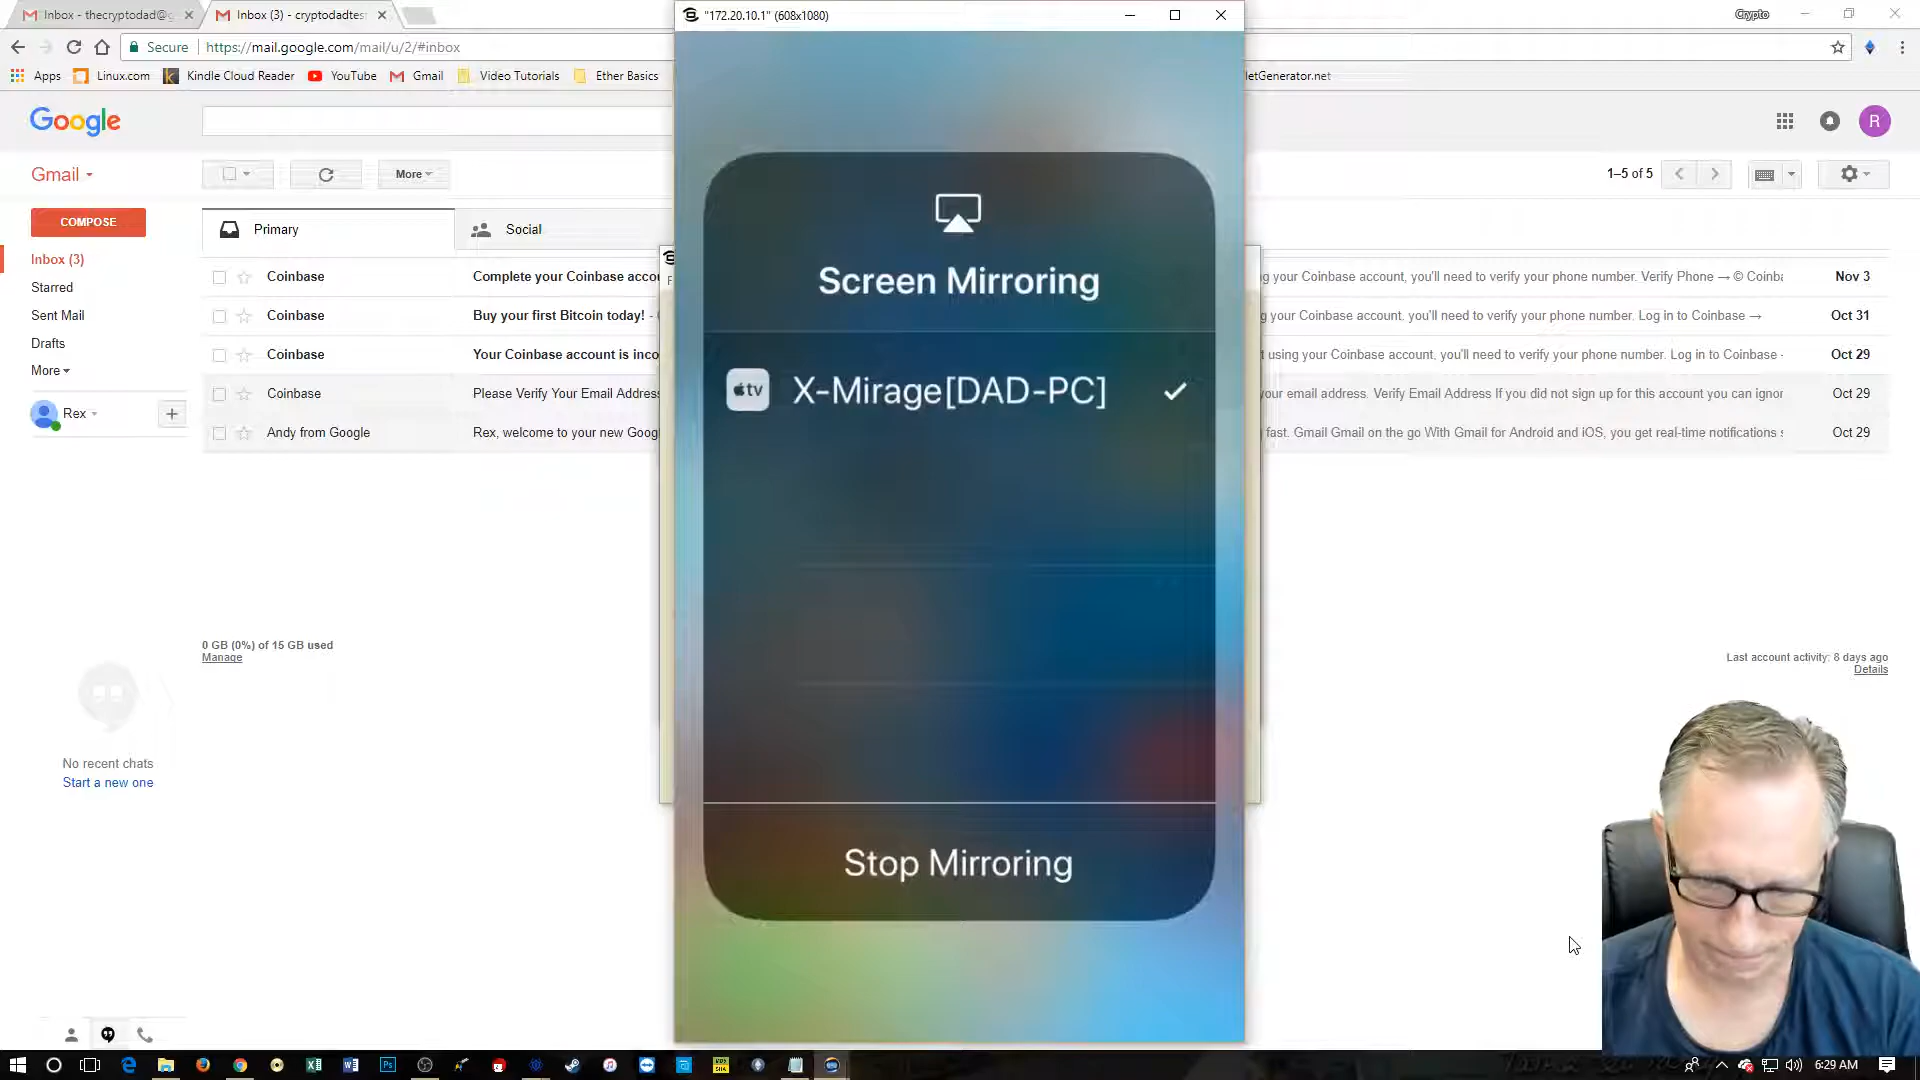 Inbox - thecryptodad@g
Inbox (3) - cryptodadtes
"172.20.10.1" (608x1080)
Crypto
Secure
https://mail.google.com/mail/u/2/#inbox
Apps
Linux.com
Kindle Cloud Reader
YouTube
Gmail
Video Tutorials
Ether Basics
letGenerator.net
Google
R
Gmail
More
1–5 of 5
COMPOSE
Primary
Social
Inbox (3)
Starred
Sent Mail
Drafts
More
Rex
Coinbase
Complete your Coinbase accou
ng your Coinbase account, you'll need to verify your phone number. Verify Phone → © Coinba
Nov 3
Coinbase
Buy your first Bitcoin today! -
g your Coinbase account, you'll need to verify your phone number. Log in to Coinbase →
Oct 31
Coinbase
Your Coinbase account is inco
t using your Coinbase account, you'll need to verify your phone number. Log in to Coinbase -
Oct 29
Coinbase
Please Verify Your Email Address
your email address. Verify Email Address If you did not sign up for this account you can ignor
Oct 29
Andy from Google
Rex, welcome to your new Goog
fast. Gmail Gmail on the go With Gmail for Android and iOS, you get real-time notifications s
Oct 29
Screen Mirroring
tv
X-Mirage[DAD-PC]
Stop Mirroring
0 GB (0%) of 15 GB used
Manage
Last account activity: 8 days ago
Details
No recent chats
Start a new one
6:29 AM